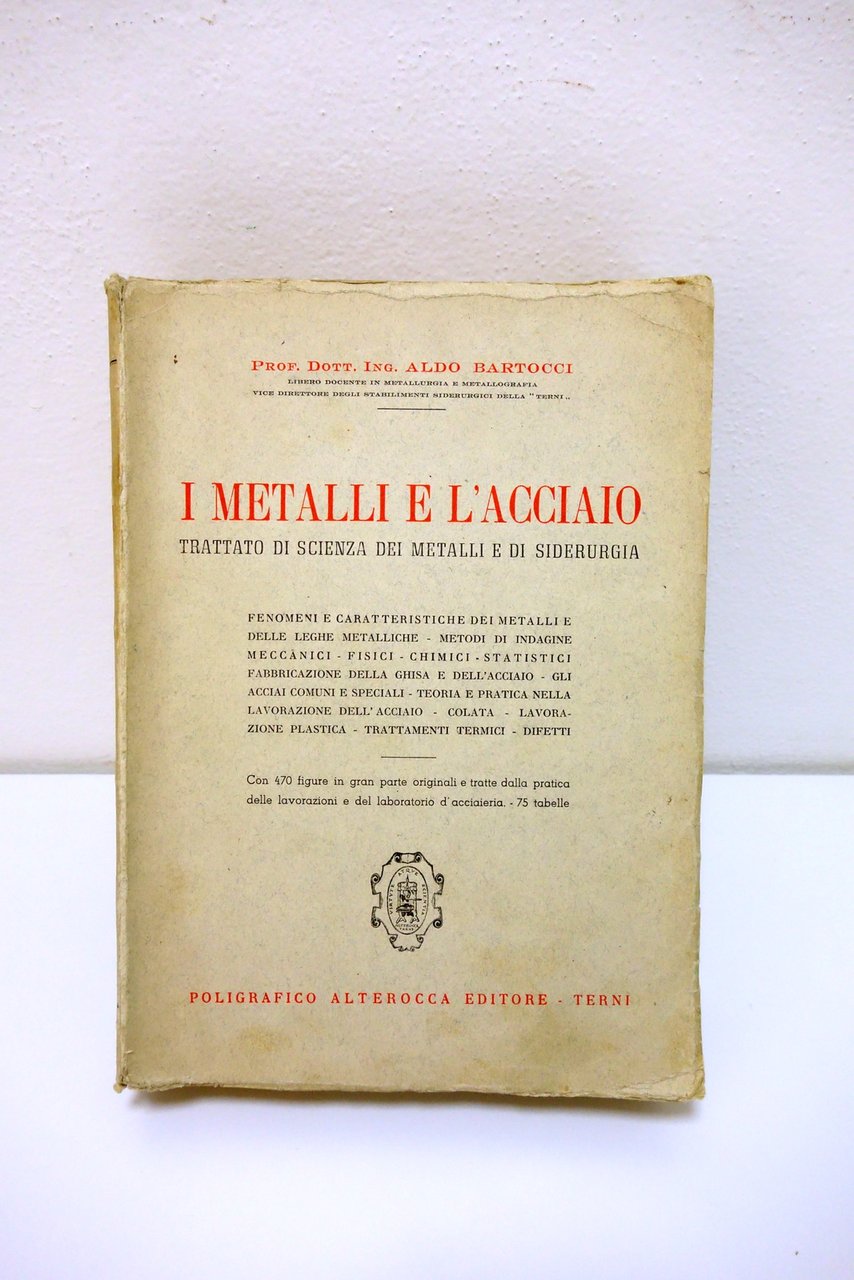 PROF. DOTT. ING. ALDO BARTOCCI
LIBERO DOCENTE IN METALLURGIA E METALLOGRAFIA
VICE DIRETTORE DEGLI STABILIMENTI SIDERURGICI DELLA "TERNI„
I METALLI E L'ACCIAIO
TRATTATO DI SCIENZA DEI METALLI E DI SIDERURGIA
FENOMENI E CARATTERISTICHE DEI METALLI E
DELLE LEGHE METALLICHE - METODI DI INDAGINE
MECCANICI - FISICI - CHIMICI - STATISTICI
FABBRICAZIONE DELLA GHISA E DELL'ACCIAIO - GLI
ACCIAI COMUNI E SPECIALI - TEORIA E PRATICA NELLA
LAVORAZIONE DELL'ACCIAIO - COLATA - LAVORA-
ZIONE PLASTICA - TRATTAMENTI TERMICI - DIFETTI
Con 470 figure in gran parte originali e tratte dalla pratica
delle lavorazioni e del laboratorio d'acciaieria. - 75 tabelle
VIRTVTE ATQVE SCIENTIA
POLIGRAFICO ALTEROCCA EDITORE - TERNI